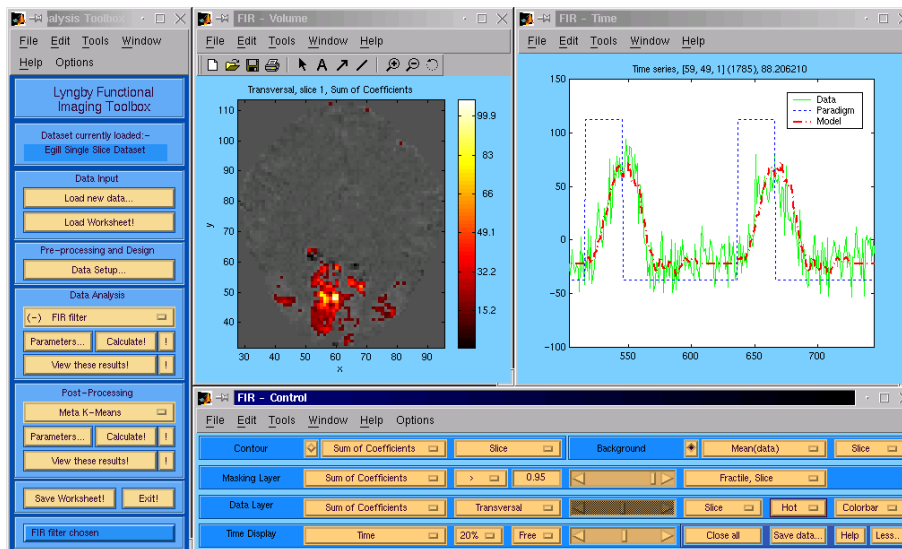 nalysis Toolbox
File Edit Tools Window
Help Options
Lyngby Functional
Imaging Toolbox
Dataset currently loaded:-
Egill Single Slice Dataset
Data Input
Load new data...
Load Worksheet!
Pre-processing and Design
Data Setup...
Data Analysis
(-) FIR filter
Parameters... Calculate! !
View these results! !
Post-Processing
Meta K-Means
Parameters... Calculate! !
View these results! !
Save Worksheet! Exit!
FIR filter chosen
FIR - Volume
File Edit Tools Window Help
A
Transversal, slice 1, Sum of Coefficients
110
100
90
80
70
60
50
40
y
30 40 50 60 70 80 90
x
99.9
83
66
49.1
32.2
15.2
FIR - Time
File Edit Tools Window Help
Time series, [59, 49, 1] (1785), 88.206210
Data
Paradigm
Model
150
100
50
0
-50
-100
550 600 650 700
FIR - Control
File Edit Tools Window Help Options
Contour Sum of Coefficients Slice Background Mean(data) Slice
Masking Layer Sum of Coefficients > 0.95 Fractile, Slice
Data Layer Sum of Coefficients Transversal Slice Hot Colorbar
Time Display Time 20% Free Close all Save data... Help Less..